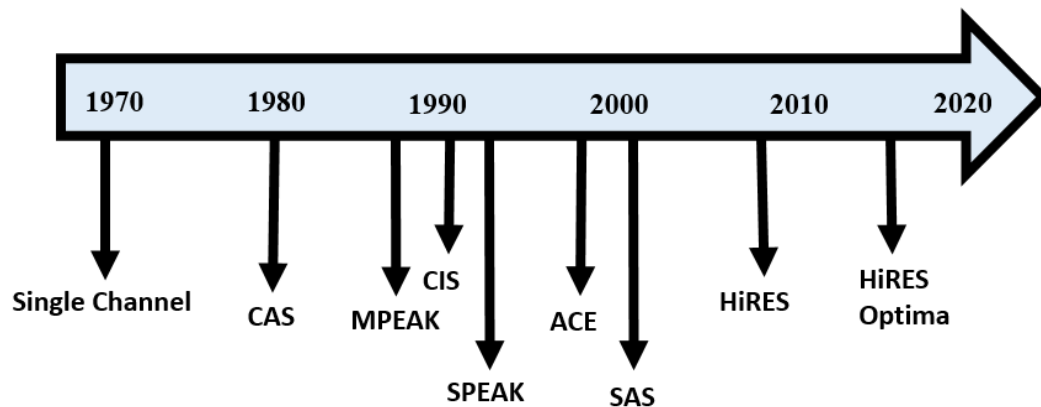 1970 1980 1990 2000 2010 2020
Single Channel
CAS
MPEAK
CIS
SPEAK
ACE
SAS
HiRES
HiRES
Optima